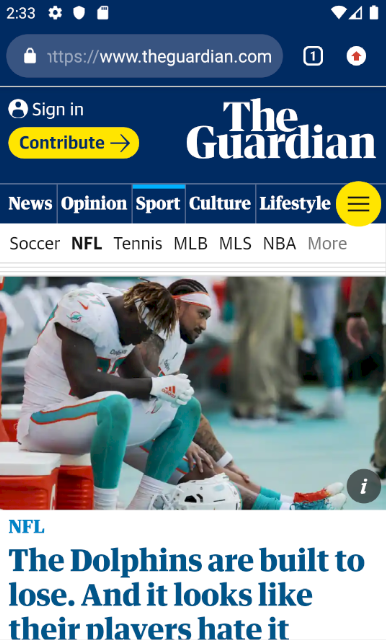 2:33
https://www.theguardian.com
1
Sign in
Contribute
The
Guardian
News Opinion Sport Culture Lifestyle
Soccer NFL Tennis MLB MLS NBA More
i
NFL
The Dolphins are built to
lose. And it looks like
their players hate it